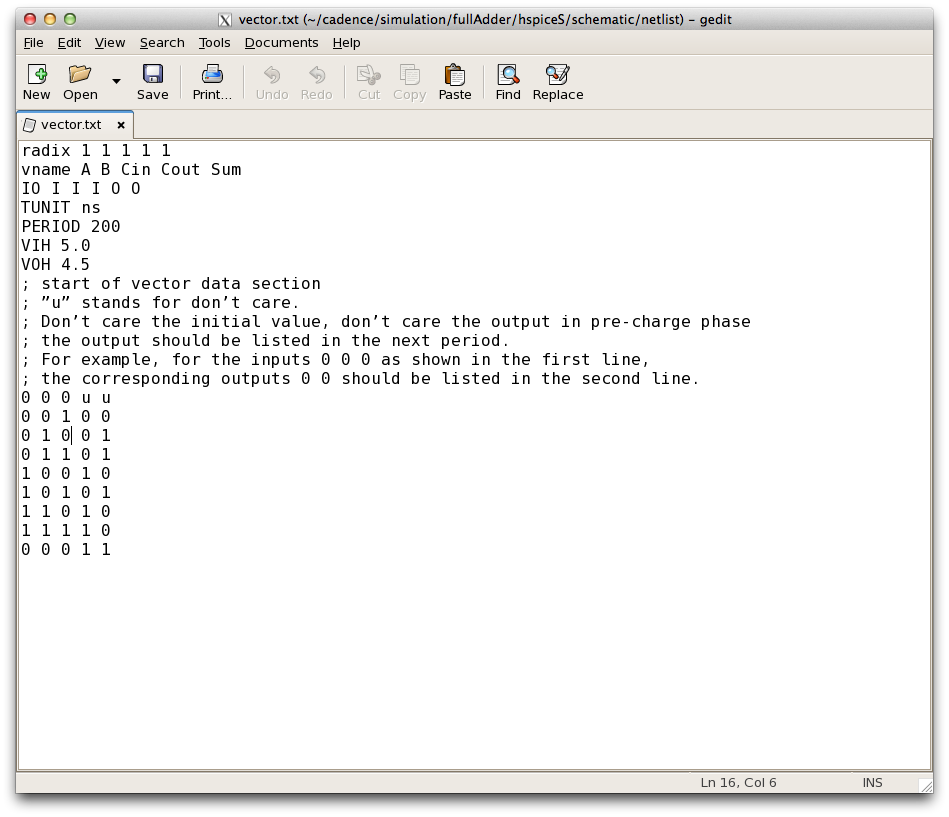 vector.txt (~/cadence/simulation/fullAdder/hspiceS/schematic/netlist) – gedit
File Edit View Search Tools Documents Help
New Open Save Print... Undo Redo Cut Copy Paste Find Replace
vector.txt
radix 1 1 1 1 1
vname A B Cin Cout Sum
IO I I I O O
TUNIT ns
PERIOD 200
VIH 5.0
VOH 4.5
; start of vector data section
; ”u” stands for don’t care.
; Don’t care the initial value, don’t care the output in pre-charge phase
; the output should be listed in the next period.
; For example, for the inputs 0 0 0 as shown in the first line,
; the corresponding outputs 0 0 should be listed in the second line.
0 0 0 u u
0 0 1 0 0
0 1 0 0 1
0 1 1 0 1
1 0 0 1 0
1 0 1 0 1
1 1 0 1 0
1 1 1 1 0
0 0 0 1 1
Ln 16, Col 6 INS